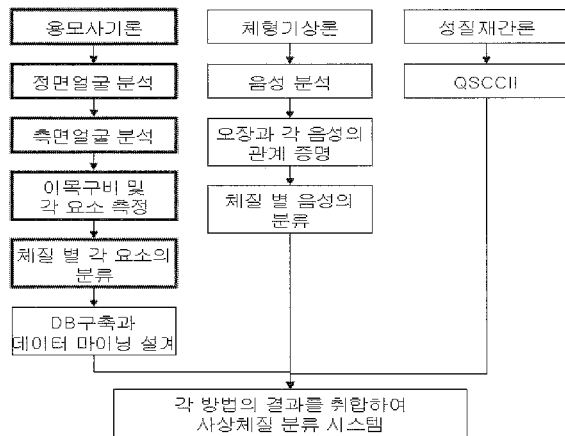 용모사기론
정면얼굴 분석
측면얼굴 분석
이목구비 및
각 요소 측정
체질 별 각 요소의
분류
DB구축과
데이터 마이닝 설계
체형기상론
음성 분석
오장과 각 음성의
관계 증명
체질 별 음성의
분류
성질재간론
QSCCII
각 방법의 결과를 취합하여
사상체질 분류 시스템